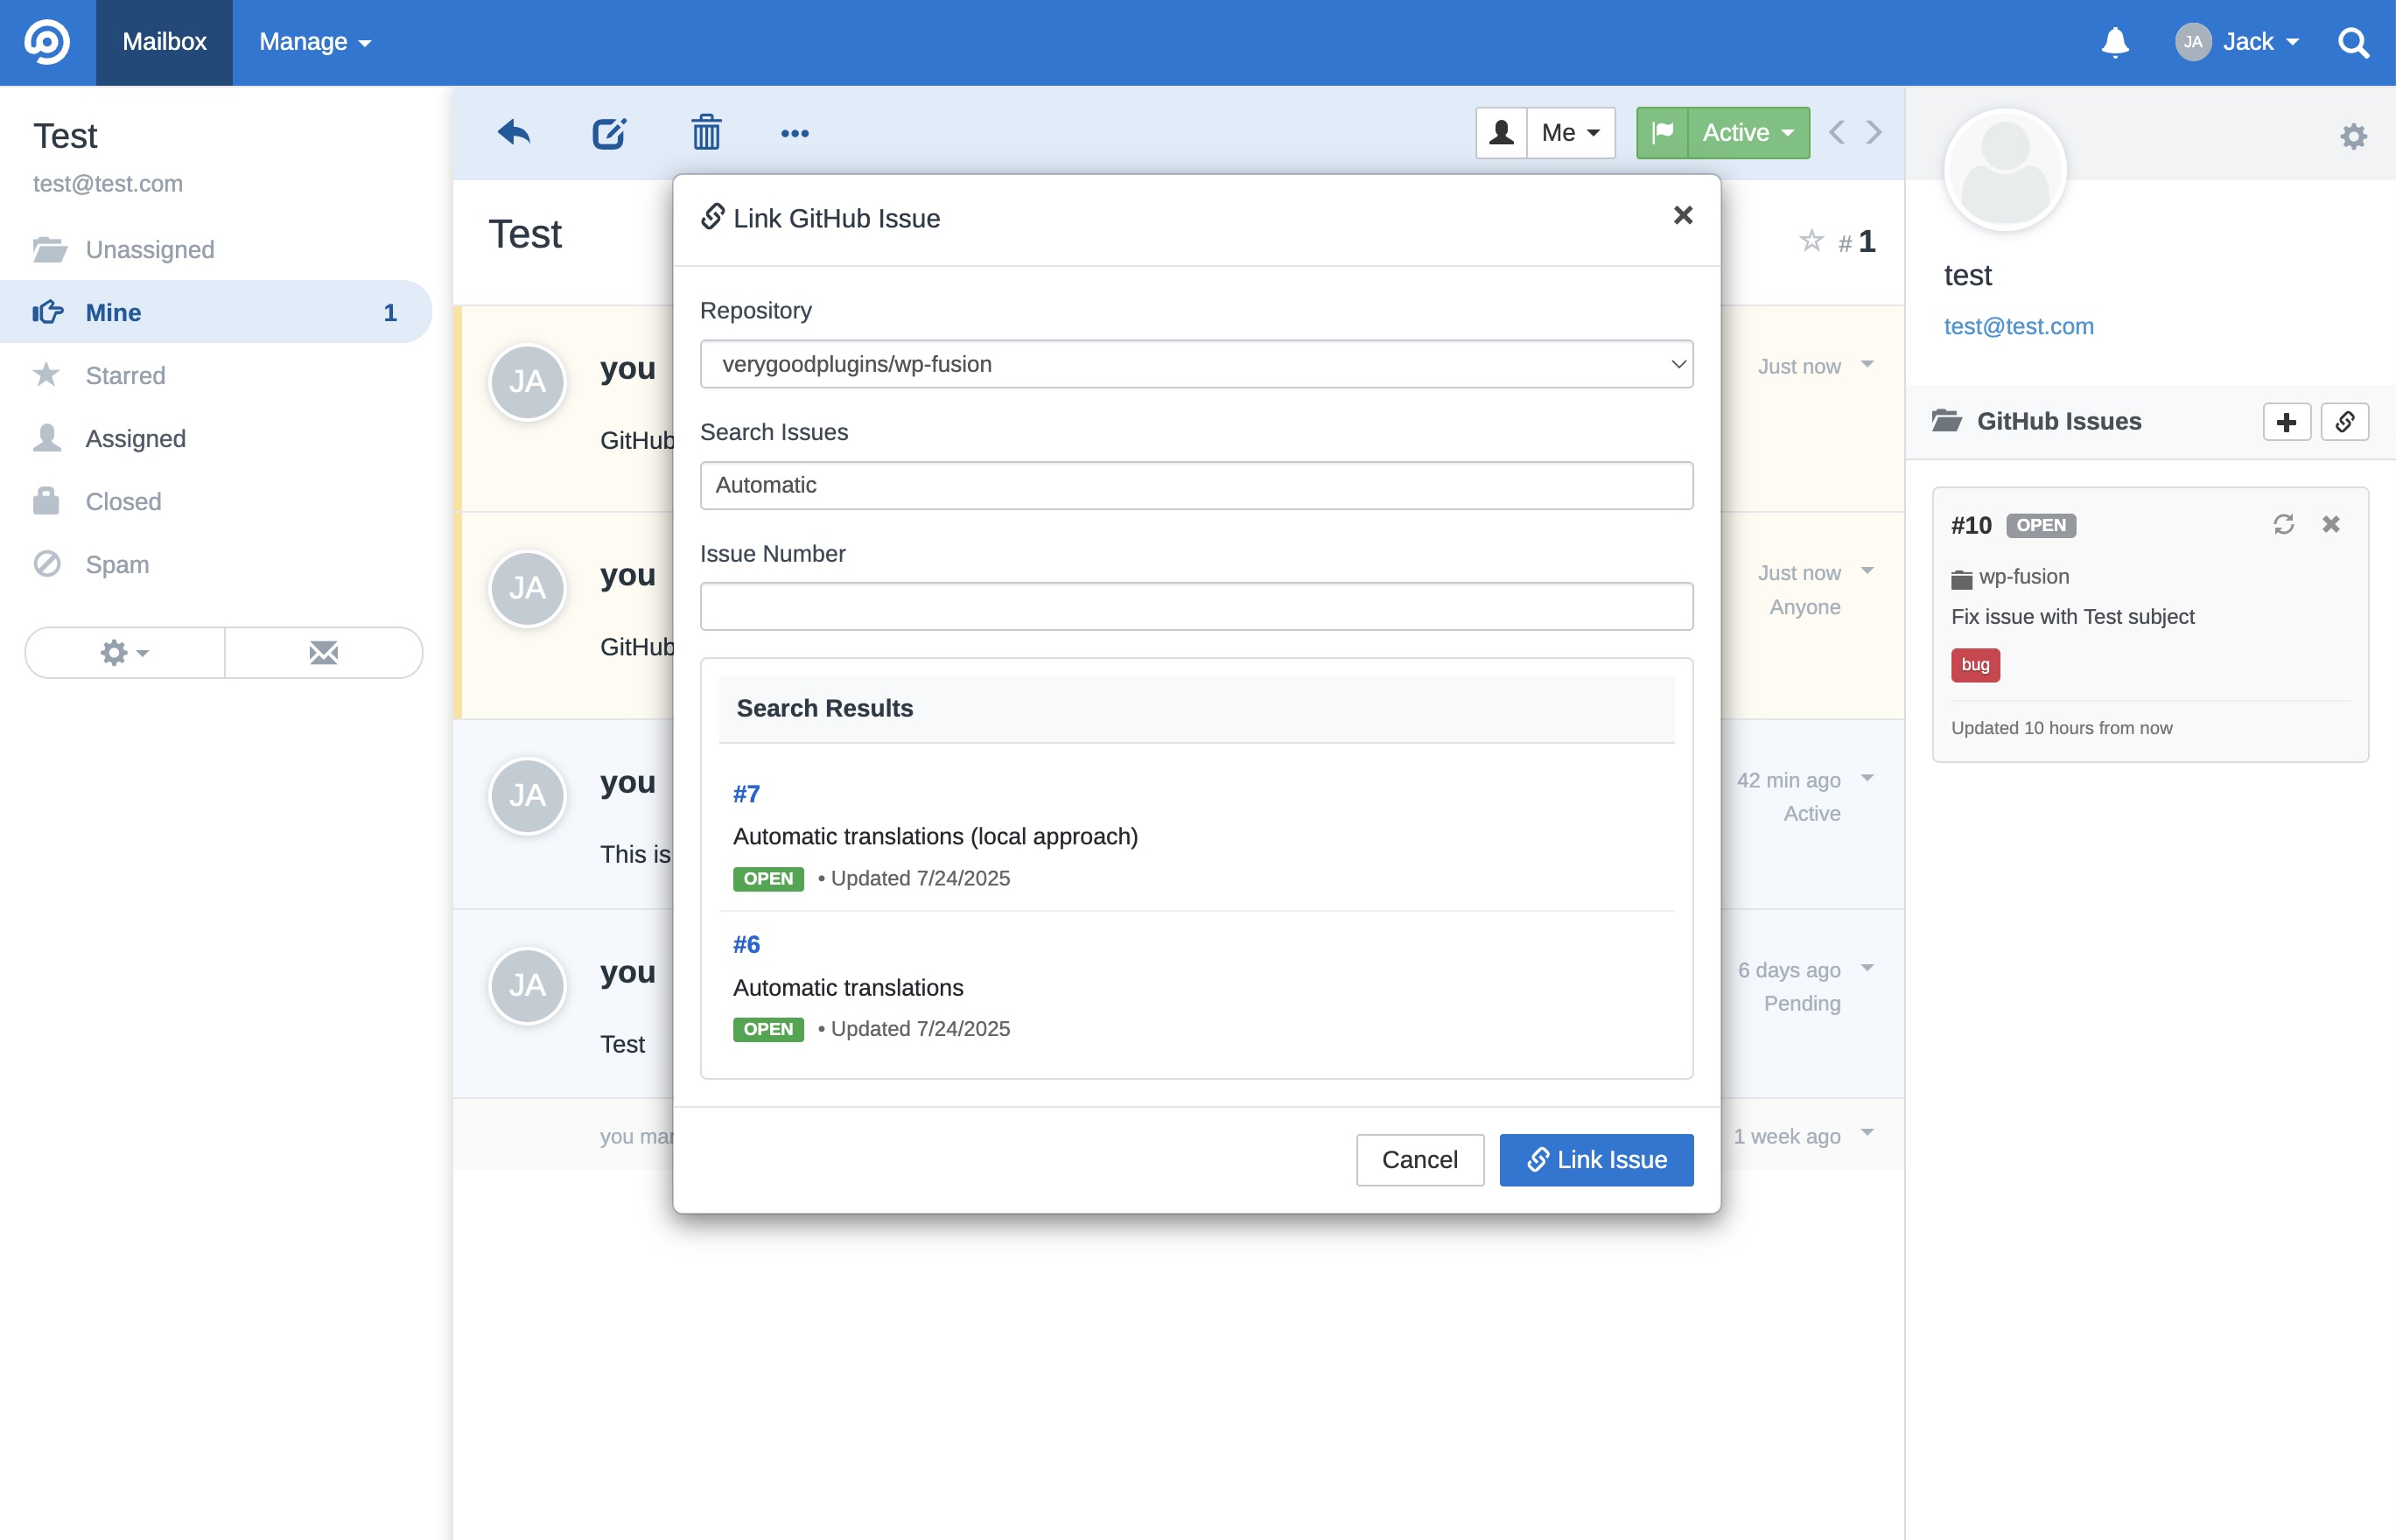 Mailbox
Manage
JA
Jack
Test
test@test.com
Unassigned
Mine 1
Starred
Assigned
Closed
Spam
Me
Active
Test
# 1
JA
you
GitHub
Just now
JA
you
GitHub
Just now
Anyone
JA
you
This is
42 min ago
Active
JA
you
Test
6 days ago
Pending
you mar
1 week ago
Link GitHub Issue
Repository
verygoodplugins/wp-fusion
Search Issues
Automatic
Issue Number
Search Results
#7
Automatic translations (local approach)
OPEN • Updated 7/24/2025
#6
Automatic translations
OPEN • Updated 7/24/2025
Cancel
Link Issue
test
test@test.com
GitHub Issues
#10 OPEN
wp-fusion
Fix issue with Test subject
bug
Updated 10 hours from now